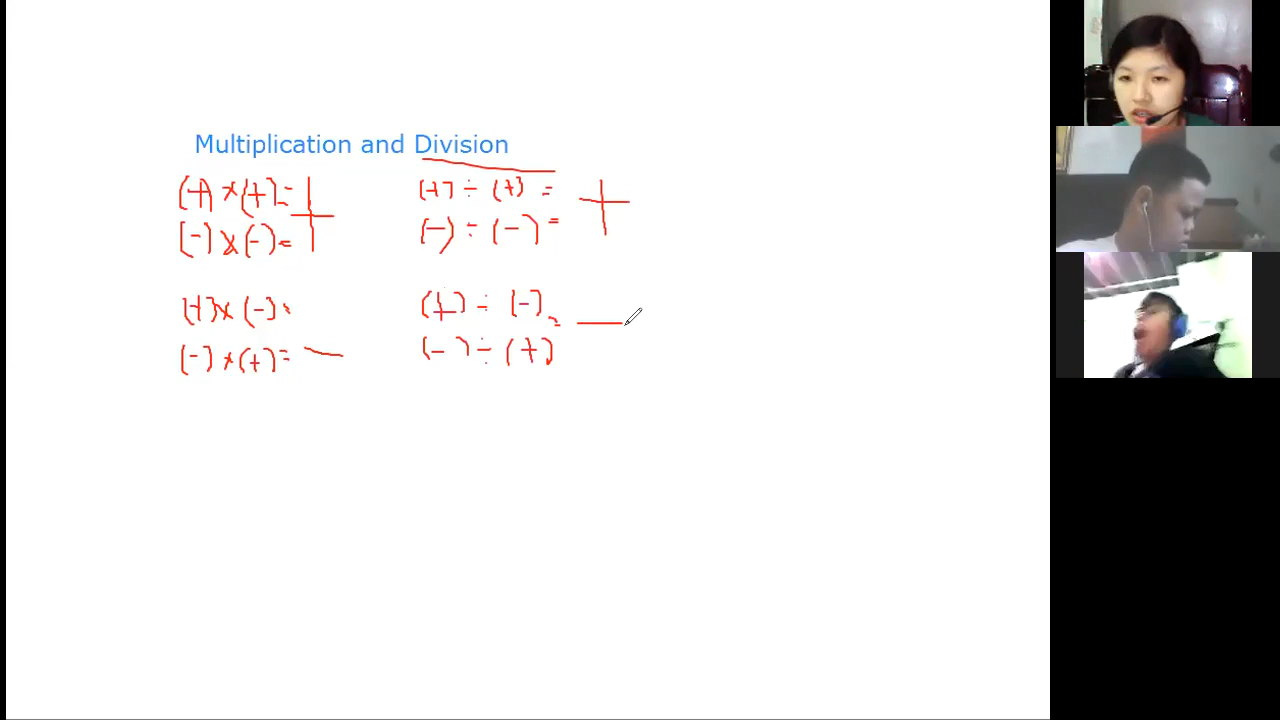 Multiplication and Division
(+) × (+) = +
(-) × (-) =
(+) × (-) =
(-) × (+) = -
(+) ÷ (+) = +
(-) ÷ (-) =
(+) ÷ (-) = -
(-) ÷ (+)